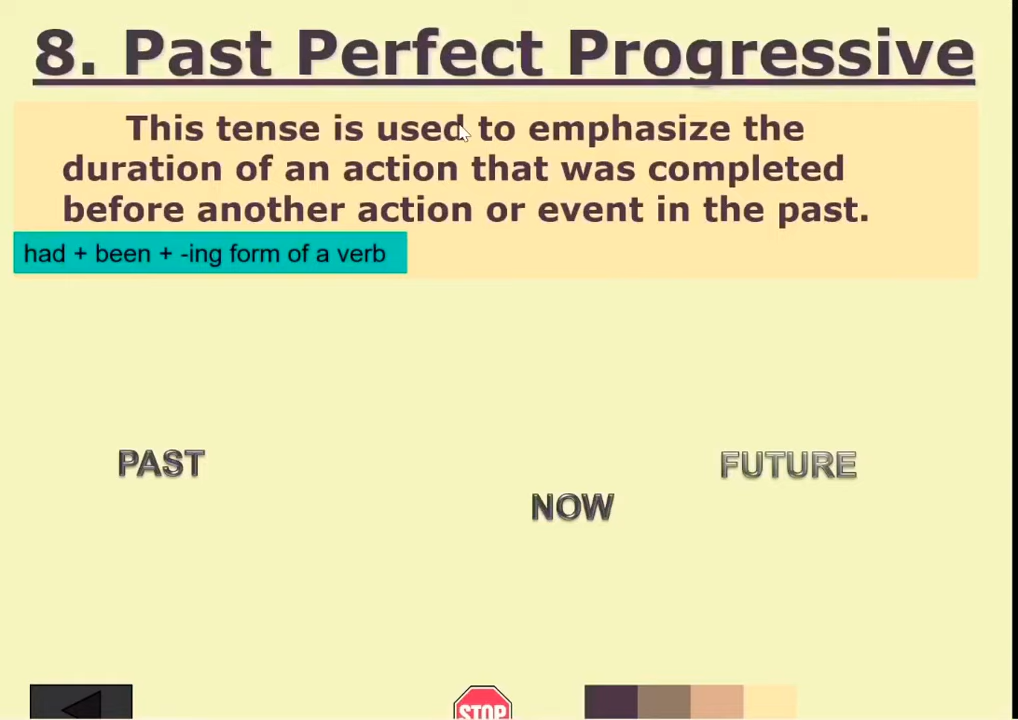 8. Past Perfect Progressive
This tense is used to emphasize the
duration of an action that was completed
before another action or event in the past.
had + been + -ing form of a verb
PAST
FUTURE
NOW
STOP